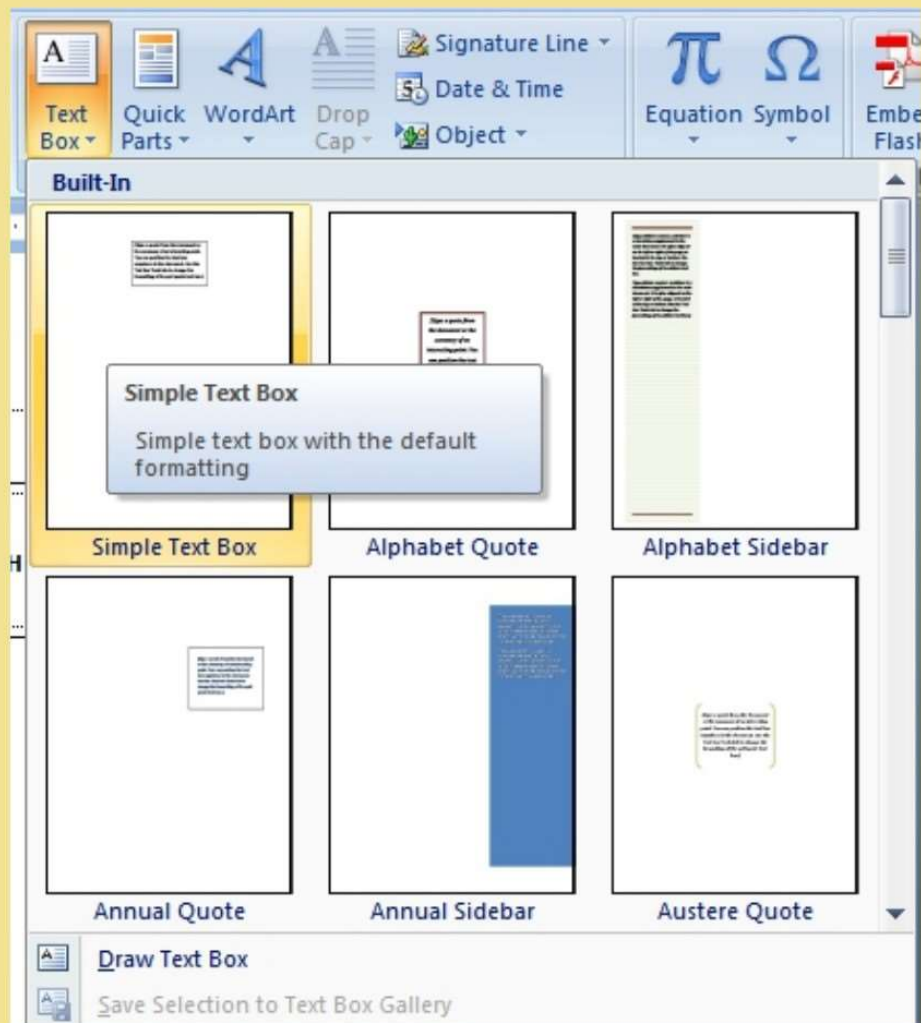 A
Text
Box
Quick
Parts
A
WordArt
A
Drop
Cap
Signature Line
Date & Time
Object
π
Equation
Ω
Symbol
Embe
Flash
Built-In
Simple Text Box
Simple text box with the default
formatting
Simple Text Box
Alphabet Quote
Alphabet Sidebar
H
Annual Quote
Annual Sidebar
Austere Quote
Draw Text Box
Save Selection to Text Box Gallery